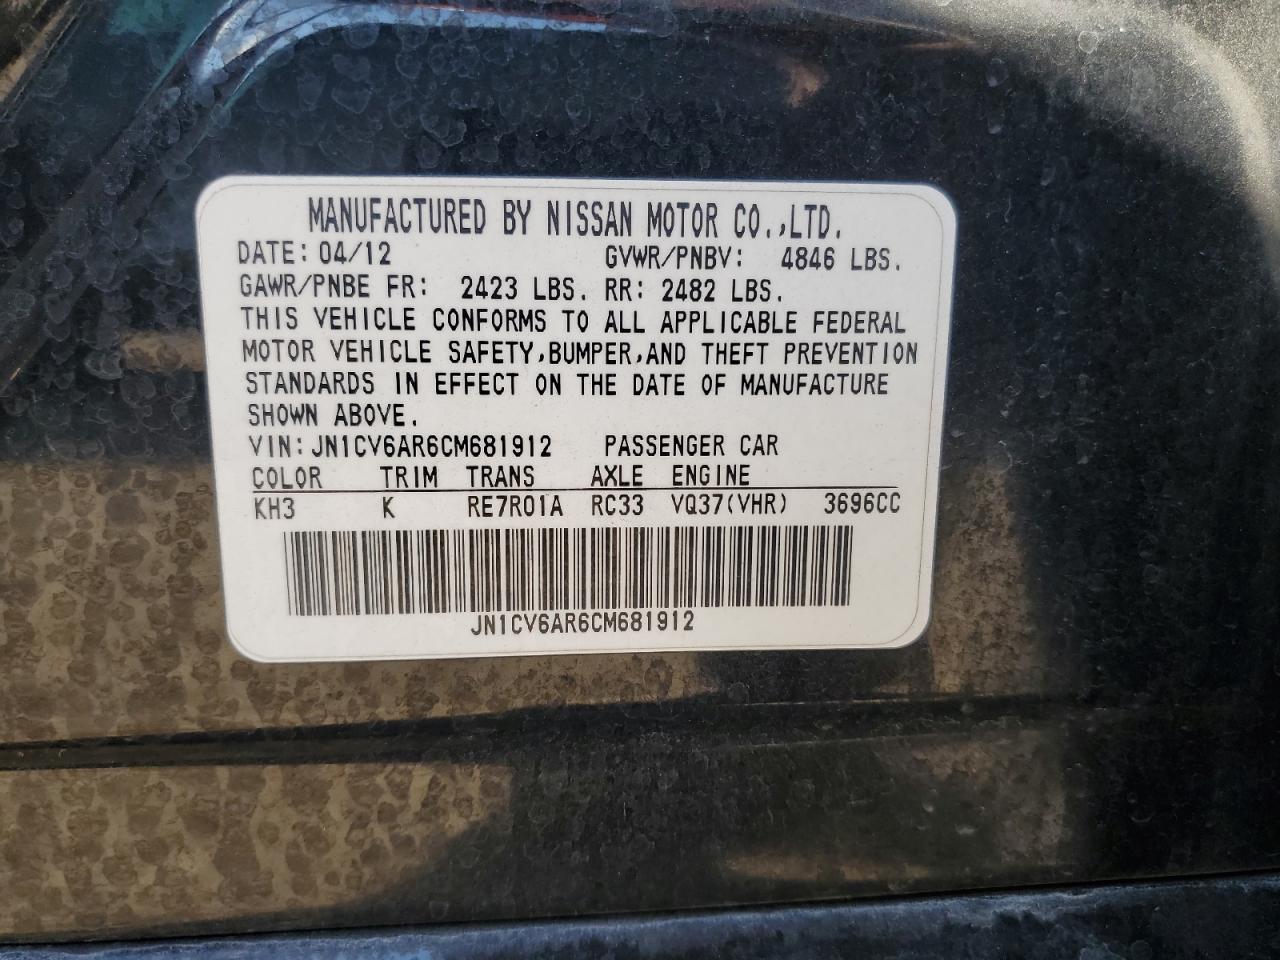 MANUFACTURED BY NISSAN MOTOR CO.,LTD.
DATE: 04/12 GVWR/PNBV: 4846 LBS.
GAWR/PNBE FR: 2423 LBS. RR: 2482 LBS.
THIS VEHICLE CONFORMS TO ALL APPLICABLE FEDERAL
MOTOR VEHICLE SAFETY,BUMPER,AND THEFT PREVENTION
STANDARDS IN EFFECT ON THE DATE OF MANUFACTURE
SHOWN ABOVE.
VIN: JN1CV6AR6CM681912 PASSENGER CAR
COLOR TRIM TRANS AXLE ENGINE
KH3 K RE7R01A RC33 VQ37(VHR) 3696CC
JN1CV6AR6CM681912